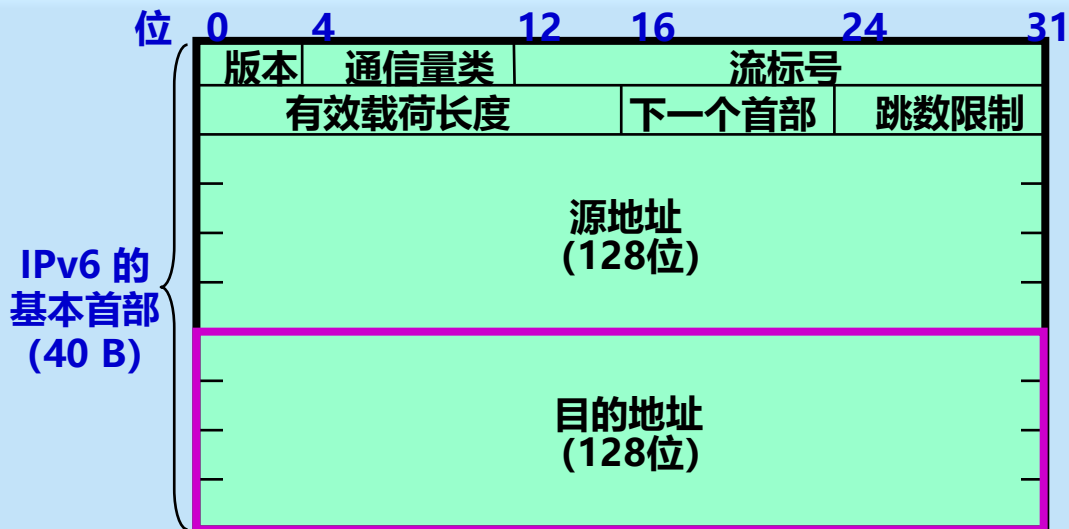 位 0 4 12 16 24 31
版本 通信量类 流标号
有效载荷长度 下一个首部 跳数限制
源地址
(128位)
IPv6 的
基本首部
(40 B)
目的地址
(128位)